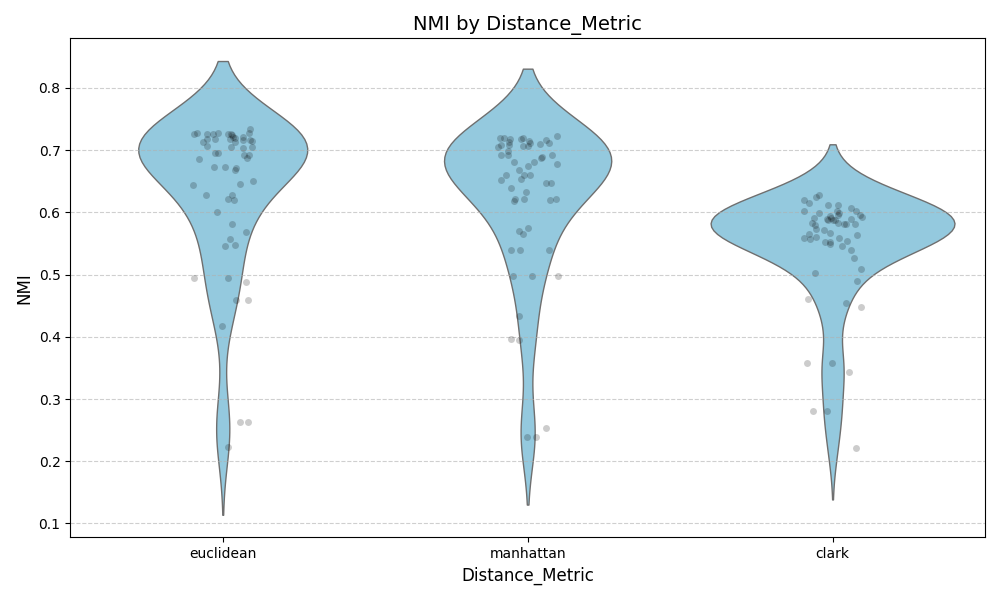 NMI by Distance_Metric
NMI
0.8
0.7
0.6
0.5
0.4
0.3
0.2
0.1
euclidean
manhattan
clark
Distance_Metric